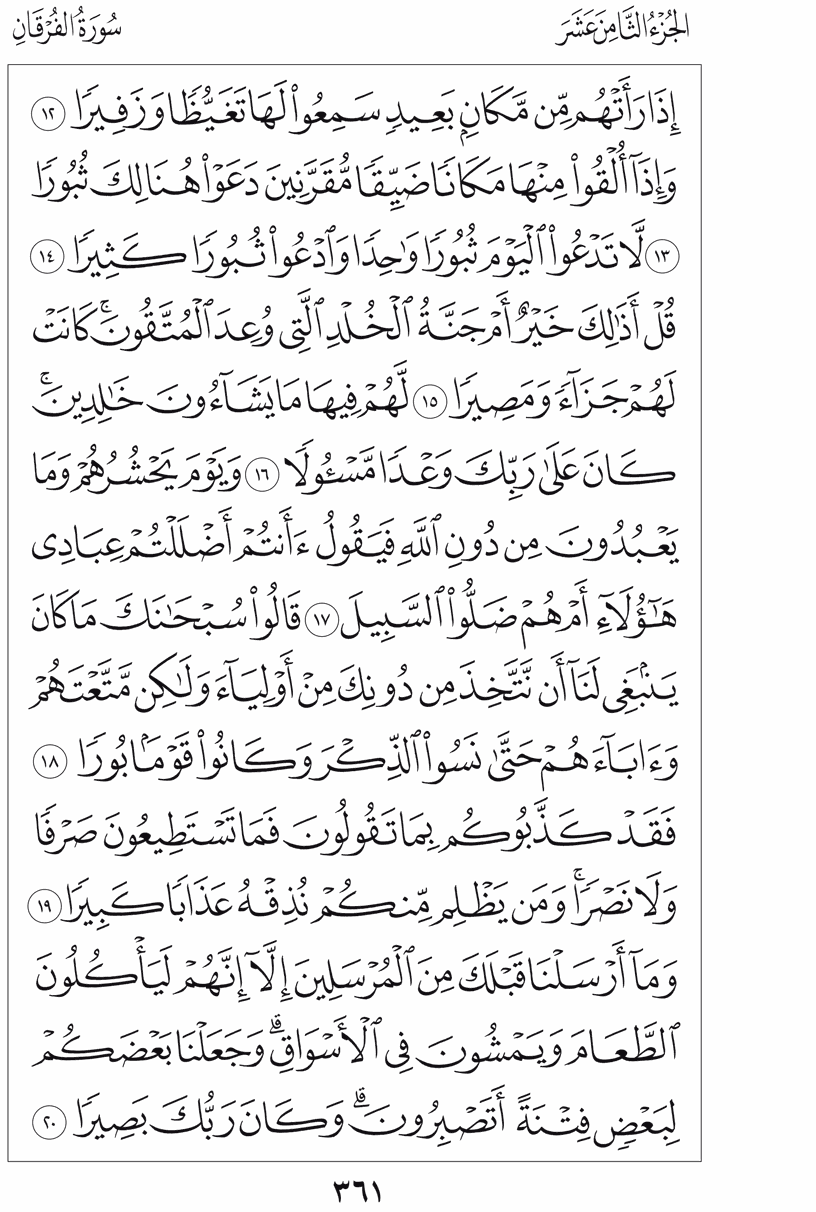 الجُزْءُ الثَّامِنَ عَشَرَ
سُورَةُ الفُرْقَانِ
إِذَا رَأَتْهُم مِّن مَّكَانِۭ بَعِيدٖ سَمِعُواْ لَهَا تَغَيُّظٗا وَزَفِيرٗا ١٢
وَإِذَآ أُلۡقُواْ مِنۡهَا مَكَانٗا ضَيِّقٗا مُّقَرَّنِينَ دَعَوۡاْ هُنَالِكَ ثُبُورٗا
١٣ لَّا تَدۡعُواْ ٱلۡيَوۡمَ ثُبُورٗا وَٰحِدٗا وَٱدۡعُواْ ثُبُورٗا كَثِيرٗا ١٤
قُلۡ أَذَٰلِكَ خَيۡرٌ أَمۡ جَنَّةُ ٱلۡخُلۡدِ ٱلَّتِي وُعِدَ ٱلۡمُتَّقُونَۚ كَانَتۡ
لَهُمۡ جَزَآءٗ وَمَصِيرٗا ١٥ لَّهُمۡ فِيهَا مَا يَشَآءُونَ خَٰلِدِينَۚ
كَانَ عَلَىٰ رَبِّكَ وَعۡدٗا مَّسۡـُٔولٗا ١٦ وَيَوۡمَ يَحۡشُرُهُمۡ وَمَا
يَعۡبُدُونَ مِن دُونِ ٱللَّهِ فَيَقُولُ ءَأَنتُمۡ أَضۡلَلۡتُمۡ عِبَادِي
هَٰٓؤُلَآءِ أَمۡ هُمۡ ضَلُّواْ ٱلسَّبِيلَ ١٧ قَالُواْ سُبۡحَٰنَكَ مَا كَانَ
يَنۢبَغِي لَنَآ أَن نَّتَّخِذَ مِن دُونِكَ مِنۡ أَوۡلِيَآءَ وَلَٰكِن مَّتَّعۡتَهُمۡ
وَءَابَآءَهُمۡ حَتَّىٰ نَسُواْ ٱلذِّكۡرَ وَكَانُواْ قَوۡمَۢا بُورٗا ١٨
فَقَدۡ كَذَّبُوكُم بِمَا تَقُولُونَ فَمَا تَسۡتَطِيعُونَ صَرۡفٗا
وَلَا نَصۡرٗاۚ وَمَن يَظۡلِم مِّنكُمۡ نُذِقۡهُ عَذَابٗا كَبِيرٗا ١٩
وَمَآ أَرۡسَلۡنَا قَبۡلَكَ مِنَ ٱلۡمُرۡسَلِينَ إِلَّآ إِنَّهُمۡ لَيَأۡكُلُونَ
ٱلطَّعَامَ وَيَمۡشُونَ فِي ٱلۡأَسۡوَاقِۗ وَجَعَلۡنَا بَعۡضَكُمۡ
لِبَعۡضٖ فِتۡنَةً أَتَصۡبِرُونَۗ وَكَانَ رَبُّكَ بَصِيرٗا ٢٠
٣٦١